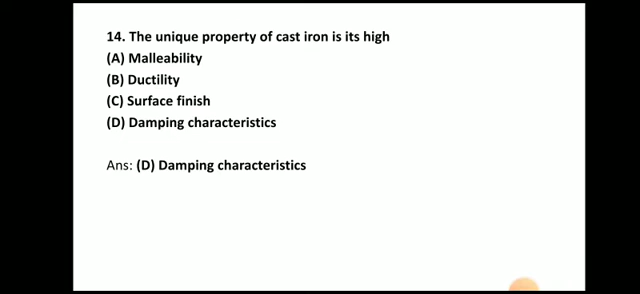 14. The unique property of cast iron is its high
(A) Malleability
(B) Ductility
(C) Surface finish
(D) Damping characteristics
Ans: (D) Damping characteristics